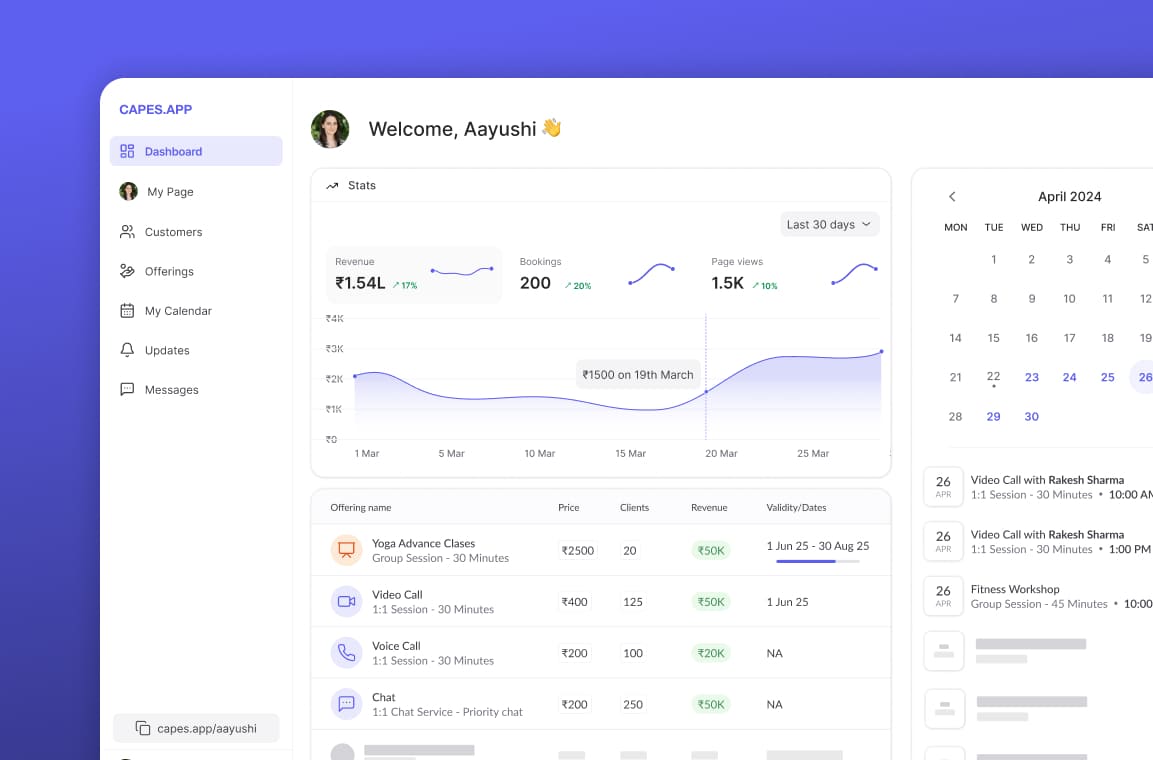 CAPES.APP
Dashboard
My Page
Customers
Offerings
My Calendar
Updates
Messages
capes.app/aayushi
Welcome, Aayushi 👋
Stats
Last 30 days
Revenue
₹1.54L ↗ 17%
Bookings
200 ↗ 20%
Page views
1.5K ↗ 10%
₹4K
₹3K
₹2K
₹1K
₹0
₹1500 on 19th March
1 Mar 5 Mar 10 Mar 15 Mar 20 Mar 25 Mar
Offering name Price Clients Revenue Validity/Dates
Yoga Advance Clases
Group Session - 30 Minutes
₹2500 20 ₹50K 1 Jun 25 - 30 Aug 25
Video Call
1:1 Session - 30 Minutes
₹400 125 ₹50K 1 Jun 25
Voice Call
1:1 Session - 30 Minutes
₹200 100 ₹20K NA
Chat
1:1 Chat Service - Priority chat
₹200 250 ₹50K NA
April 2024
MON TUE WED THU FRI SAT
1 2 3 4 5
7 8 9 10 11 12
14 15 16 17 18 19
21 22 23 24 25 26
28 29 30
26
APR
Video Call with Rakesh Sharma
1:1 Session - 30 Minutes • 10:00 AM
26
APR
Video Call with Rakesh Sharma
1:1 Session - 30 Minutes • 1:00 PM
26
APR
Fitness Workshop
Group Session - 45 Minutes • 10:00